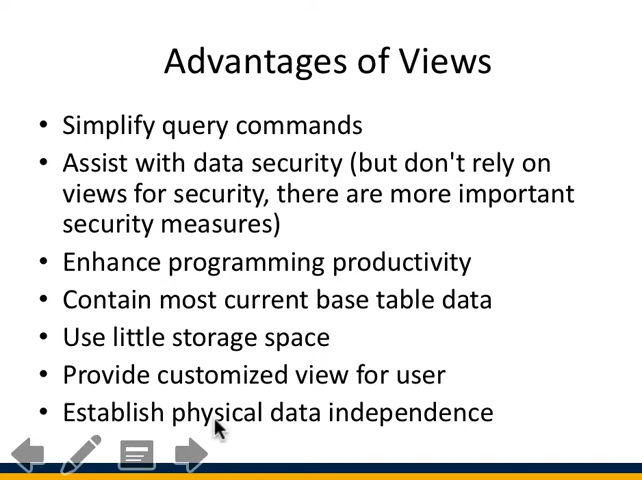 Advantages of Views
• Simplify query commands
• Assist with data security (but don't rely on
views for security, there are more important
security measures)
• Enhance programming productivity
• Contain most current base table data
• Use little storage space
• Provide customized view for user
• Establish physical data independence